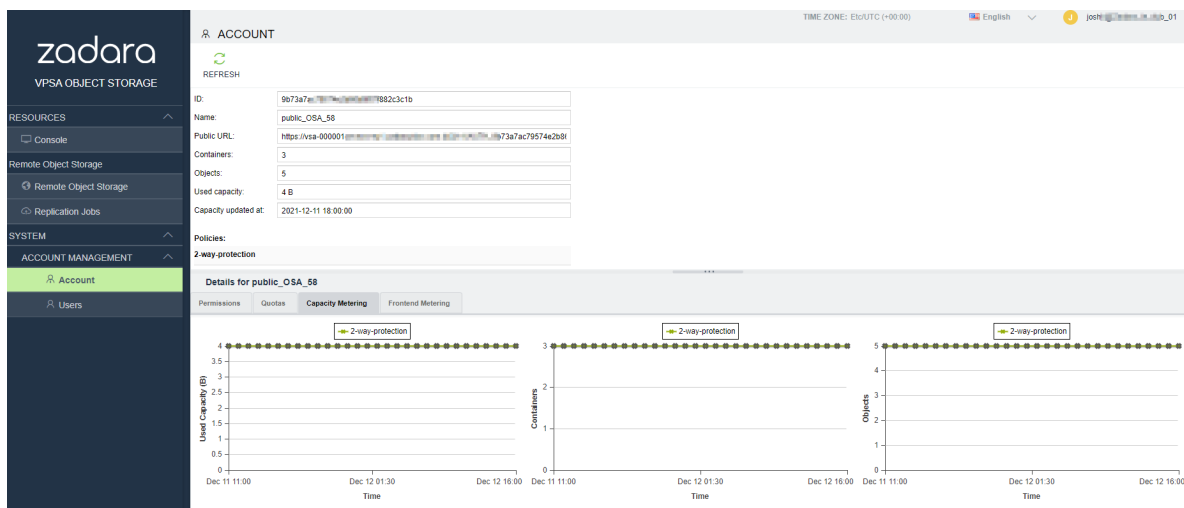 TIME ZONE: Etc/UTC (+00:00)
English
J
zadara
VPSA OBJECT STORAGE
RESOURCES
Console
Remote Object Storage
Remote Object Storage
Replication Jobs
SYSTEM
ACCOUNT MANAGEMENT
Account
Users
ACCOUNT
REFRESH
ID:
Name: public_OSA_58
Public URL:
Containers: 3
Objects: 5
Used capacity: 4 B
Capacity updated at: 2021-12-11 18:00:00
Policies:
2-way-protection
Details for public_OSA_58
Permissions Quotas Capacity Metering Frontend Metering
2-way-protection
4
3.5
3
2.5
2
1.5
1
0.5
0
Used Capacity (B)
Dec 11 11:00 Dec 12 01:30 Dec 12 16:00
Time
2-way-protection
3
2
1
0
Containers
Dec 11 11:00 Dec 12 01:30 Dec 12 16:00
Time
2-way-protection
5
4
3
2
1
0
Objects
Dec 11 11:00 Dec 12 01:30 Dec 12 16:00
Time